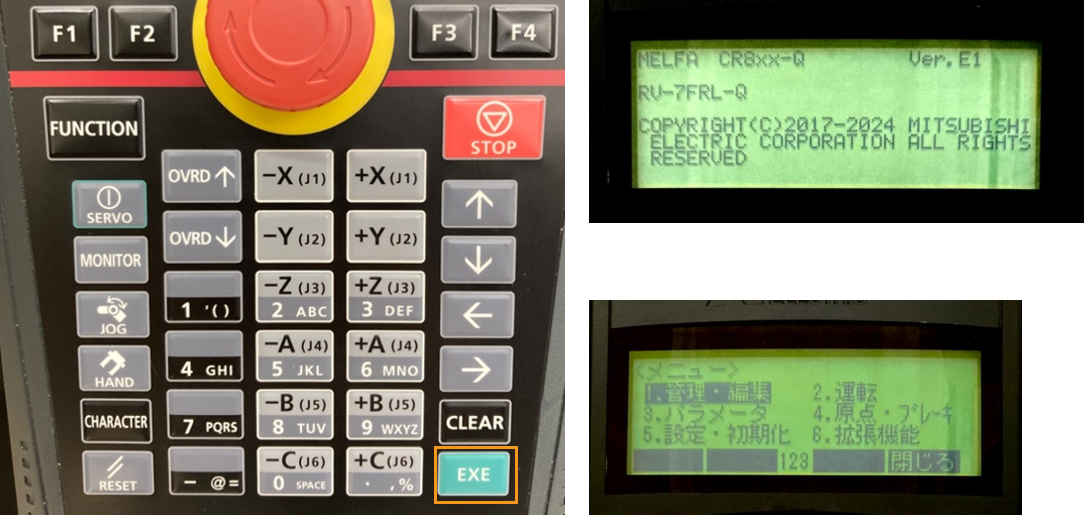 F1 F2 F3 F4
FUNCTION
STOP
OVRD↑ −X (J1) +X (J1) ↑
SERVO
OVRD↓ −Y (J2) +Y (J2) ↓
MONITOR
−Z (J3) +Z (J3)
1 '() 2 ABC 3 DEF ←
JOG
−A (J4) +A (J4)
4 GHI 5 JKL 6 MNO →
HAND
−B (J5) +B (J5)
CHARACTER 7 PQRS 8 TUV 9 WXYZ CLEAR
−C (J6) +C (J6)
RESET − @= 0 SPACE . ,% EXE
MELFA CR8xx-Q Ver.E1
RV-7FRL-Q
COPYRIGHT(C)2017-2024 MITSUBISHI
ELECTRIC CORPORATION ALL RIGHTS
RESERVED
<メニュー>
1.管理・編集 2.運転
3.パラメータ 4.原点・ブレーキ
5.設定・初期化 6.拡張機能
123 閉じる